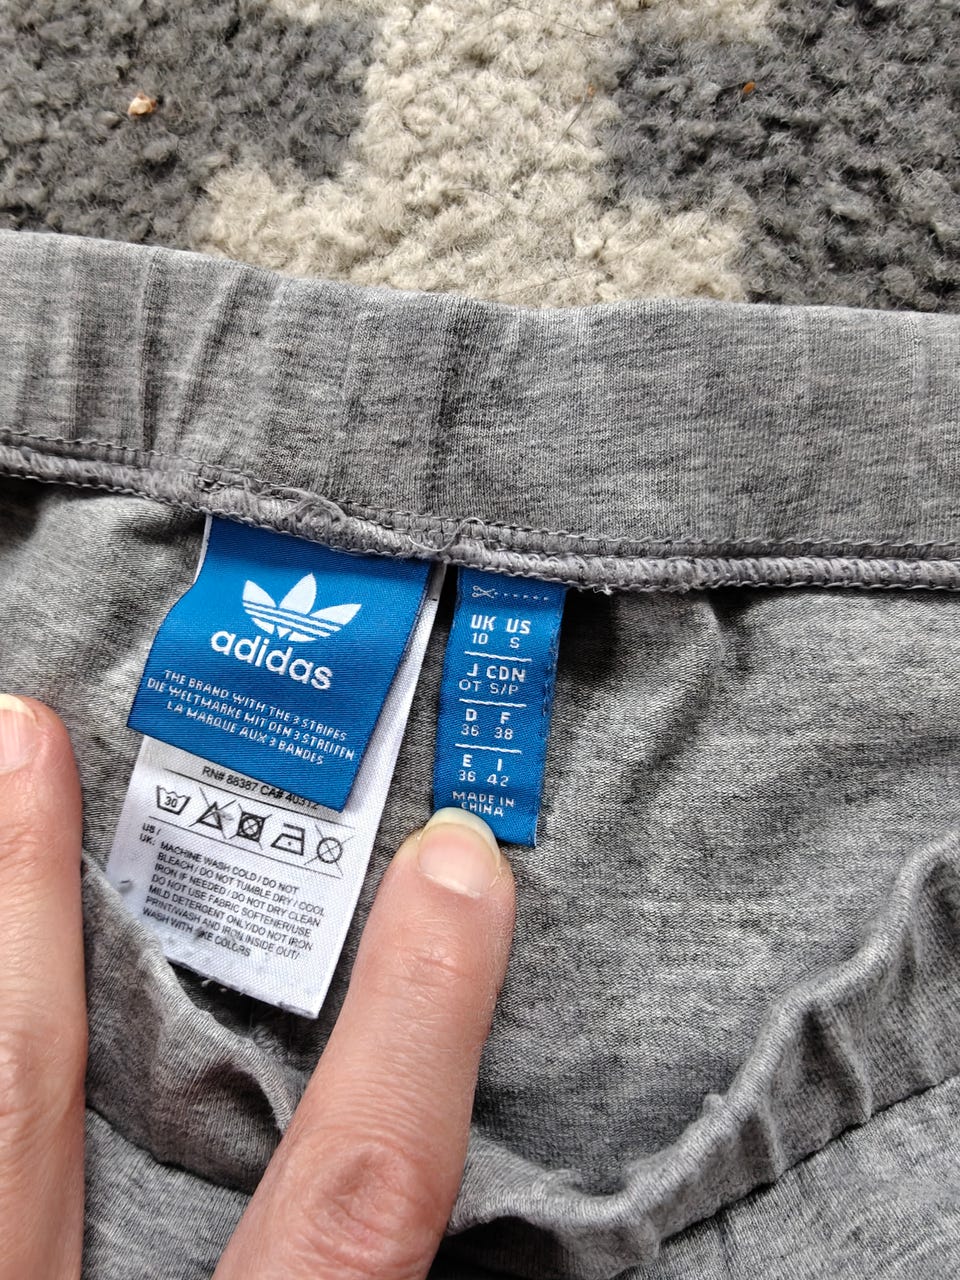 adidas
THE BRAND WITH THE 3 STRIPES
DIE WELTMARKE MIT DEN 3 STREIFEN
LA MARQUE AUX 3 BANDES
RN# 88387 CA# 40312
30
US /
UK. MACHINE WASH COLD / DO NOT
BLEACH / DO NOT TUMBLE DRY / COOL
IRON IF NEEDED / DO NOT DRY CLEAN
DO NOT USE FABRIC SOFTENER/USE
MILD DETERGENT ONLY/DO NOT IRON
PRINT/WASH AND IRON INSIDE OUT/
WASH WITH LIKE COLORS
UK US
10 S
J CDN
OT S/P
D F
36 38
E I
36 42
MADE IN
CHINA